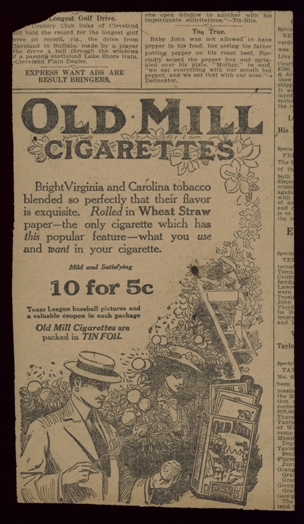 Longest Golf Drive.
Country Club links of Cleveland
hold the record for the longest golf
drive on record, viz., the drive from
Cleveland to Buffalo, made by a player
who drove a ball through the windows
of a passing eastbound Lake Shore train.
-Cleveland Plain Dealer.
EXPRESS WANT ADS ARE
RESULT BRINGERS.
one open window to another with his
importunate solicitations."—Tit-Bits.
Too True.
Baby John was not allowed to have
pepper in his food, but seeing his father
putting pepper on his roast beef,
seized the pepper box and sprin-
kled over his plate. "Mother," he said,
"we eat everything with our mouth but
pepper, and we eat that with our nose."—
Delineator.
OLD MILL
CIGARETTES
Bright Virginia and Carolina tobacco
blended so perfectly that their flavor
is exquisite. Rolled in Wheat Straw
paper—the only cigarette which has
this popular feature—what you use
and want in your cigarette.
Mild and Satisfying
10 for 5c
Texas League baseball pictures and
a valuable coupon in each package
Old Mill Cigarettes are
packed in TIN FOIL